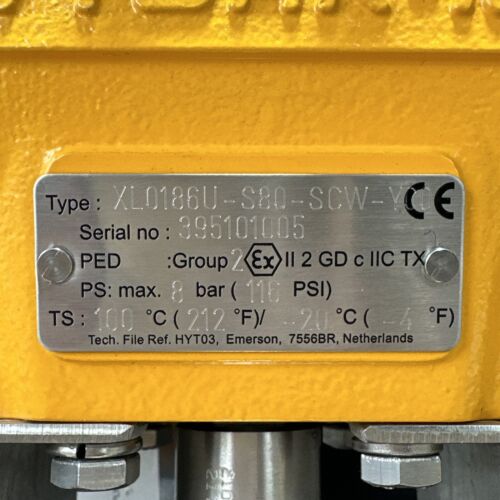 Type : XL0186U-S80-SCW-Y
Serial no : 395101005
PED :Group 2 Ex II 2 GD c IIC TX
PS: max. 8 bar ( 116 PSI)
TS : 100 °C ( 212 °F)/ -20 °C ( -4 °F)
Tech. File Ref. HYT03, Emerson, 7556BR, Netherlands
CE